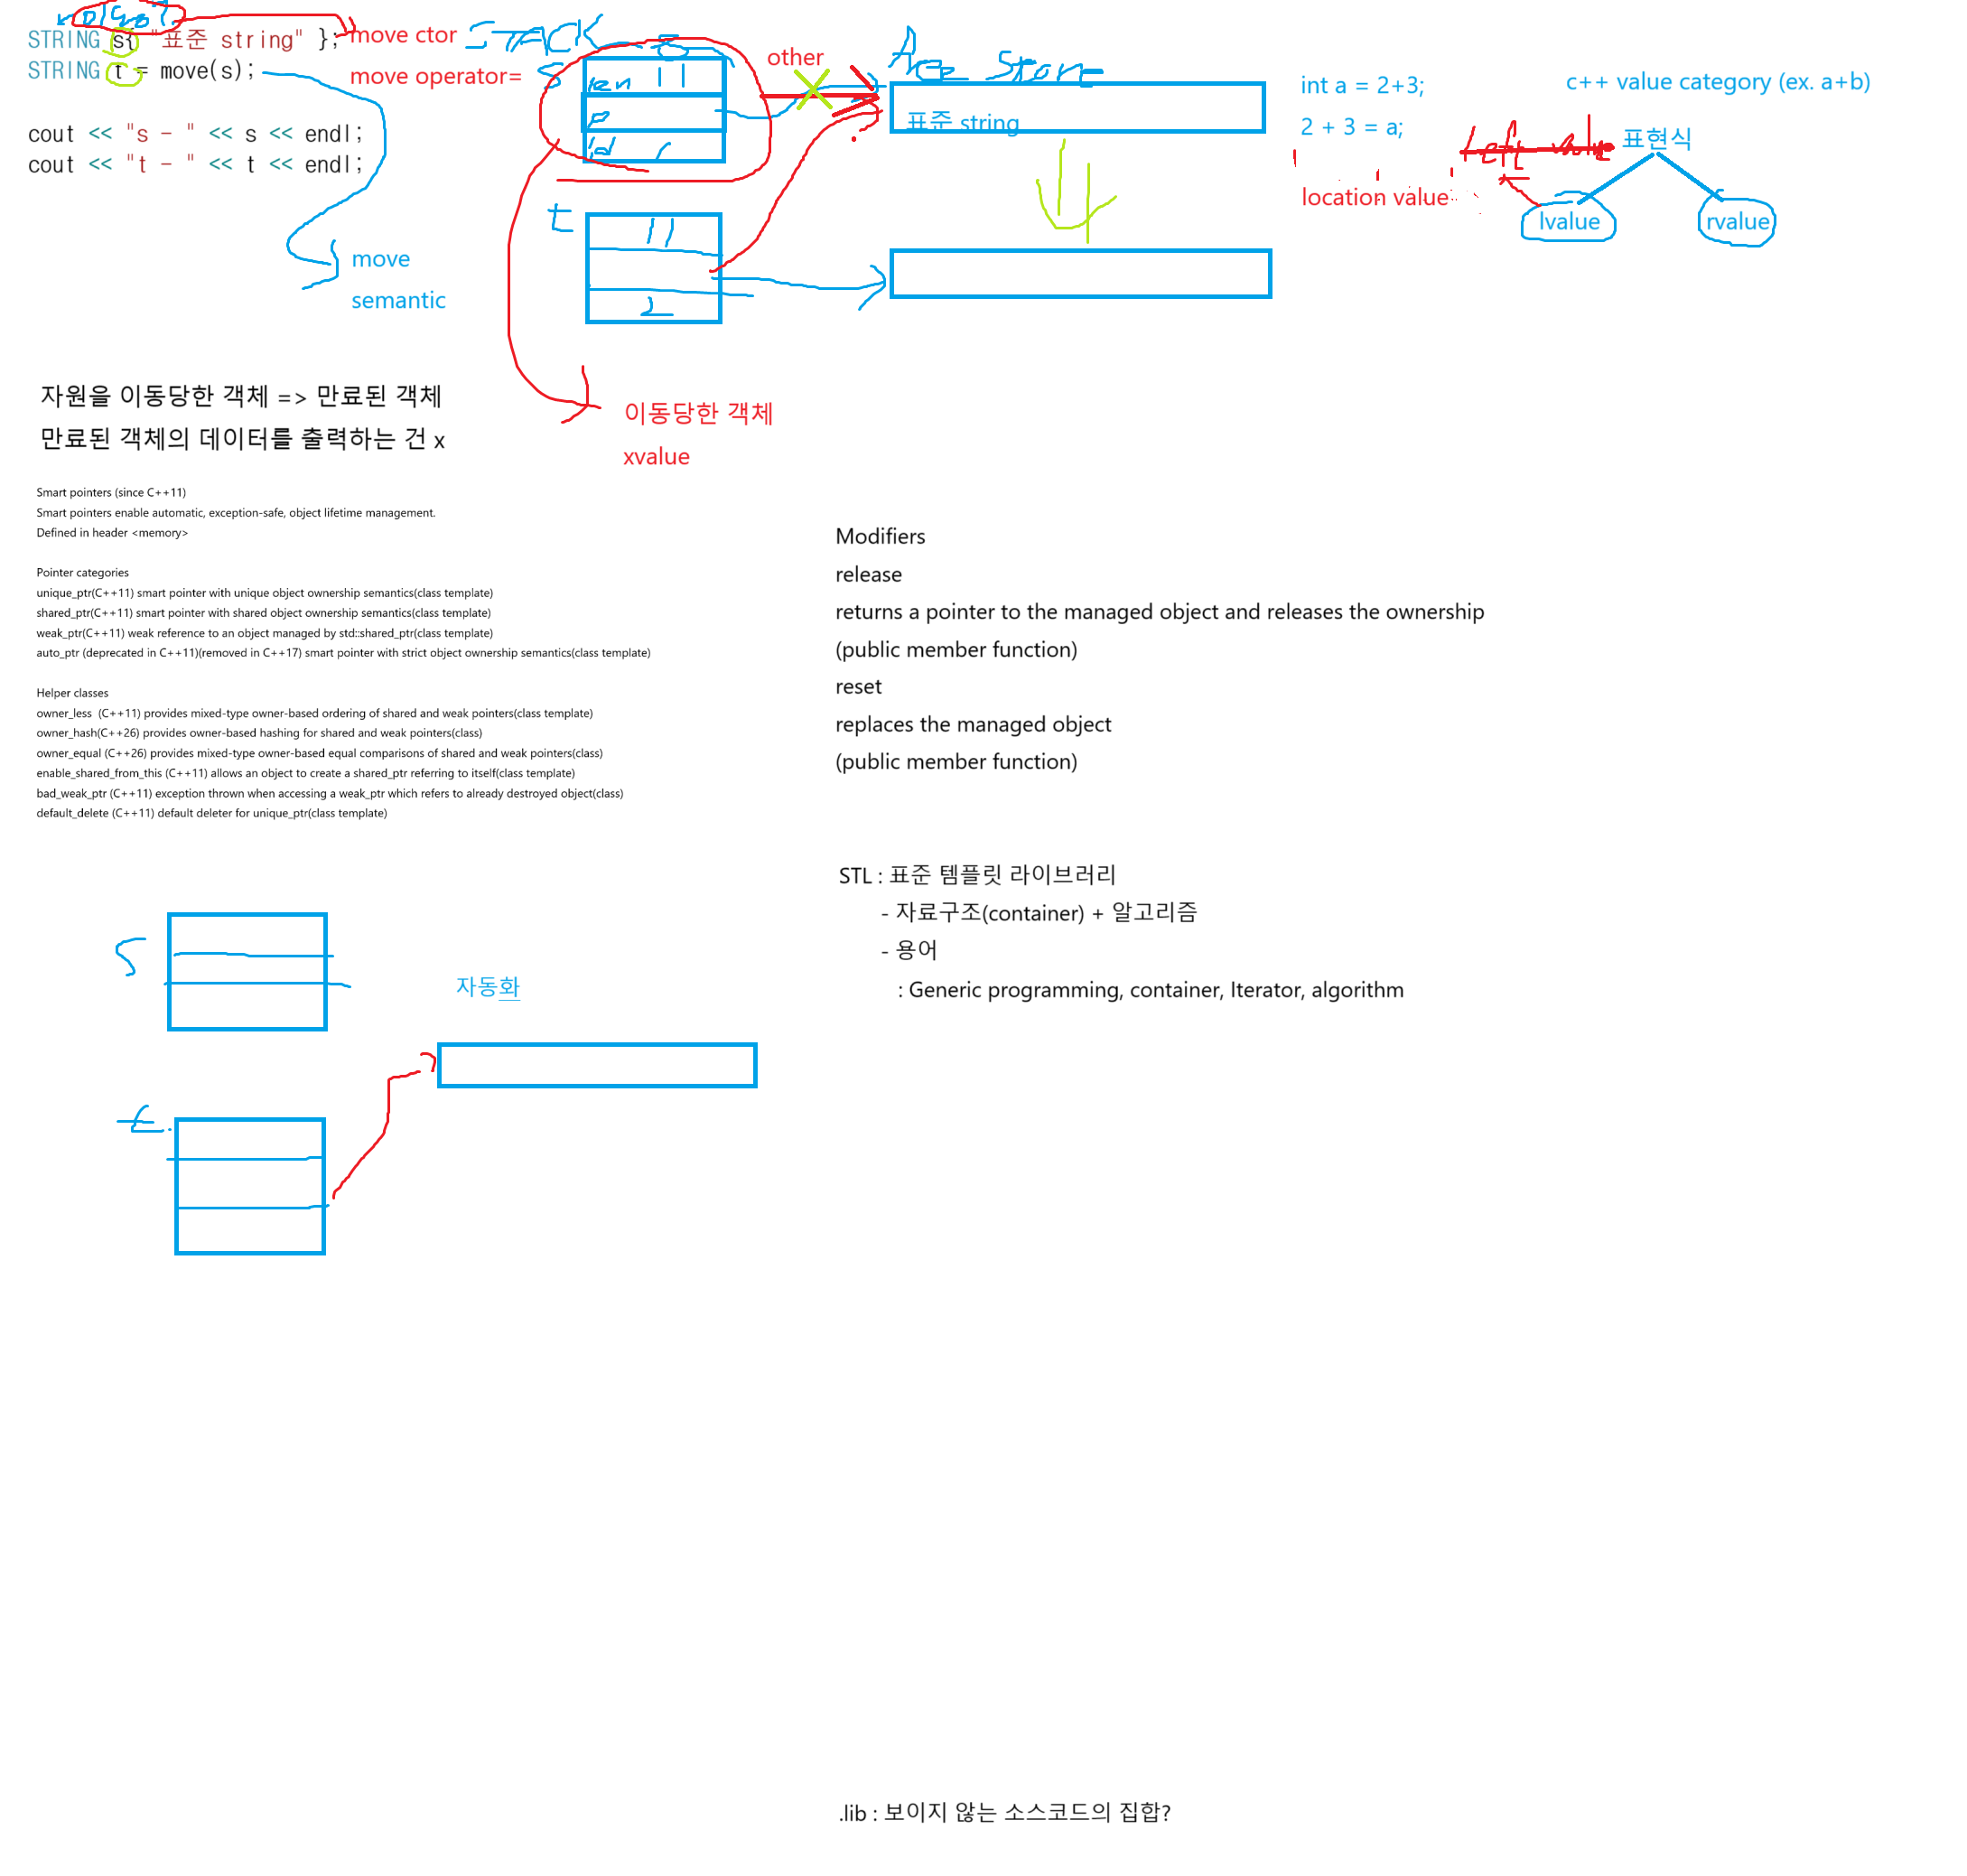 STRING s{ "표준 string" };
STRING t = move(s);
cout << "s - " << s << endl;
cout << "t - " << t << endl;
move ctor
move operator=
move
semantic
STACK
s
8
len 11
p
id 1
t
11
2
other
Free Store
표준 string
int a = 2+3;
2 + 3 = a;
location value
c++ value category (ex. a+b)
left value
표현식
lvalue
rvalue
자원을 이동당한 객체 => 만료된 객체
만료된 객체의 데이터를 출력하는 건 x
이동당한 객체
xvalue
Smart pointers (since C++11)
Smart pointers enable automatic, exception-safe, object lifetime management.
Defined in header <memory>
Pointer categories
unique_ptr(C++11) smart pointer with unique object ownership semantics(class template)
shared_ptr(C++11) smart pointer with shared object ownership semantics(class template)
weak_ptr(C++11) weak reference to an object managed by std::shared_ptr(class template)
auto_ptr (deprecated in C++11)(removed in C++17) smart pointer with strict object ownership semantics(class template)
Helper classes
owner_less  (C++11) provides mixed-type owner-based ordering of shared and weak pointers(class template)
owner_hash(C++26) provides owner-based hashing for shared and weak pointers(class)
owner_equal (C++26) provides mixed-type owner-based equal comparisons of shared and weak pointers(class)
enable_shared_from_this (C++11) allows an object to create a shared_ptr referring to itself(class template)
bad_weak_ptr (C++11) exception thrown when accessing a weak_ptr which refers to already destroyed object(class)
default_delete (C++11) default deleter for unique_ptr(class template)
Modifiers
release
returns a pointer to the managed object and releases the ownership
(public member function)
reset
replaces the managed object
(public member function)
STL : 표준 템플릿 라이브러리
- 자료구조(container) + 알고리즘
- 용어
: Generic programming, container, Iterator, algorithm
s
자동화
t
.lib : 보이지 않는 소스코드의 집합?